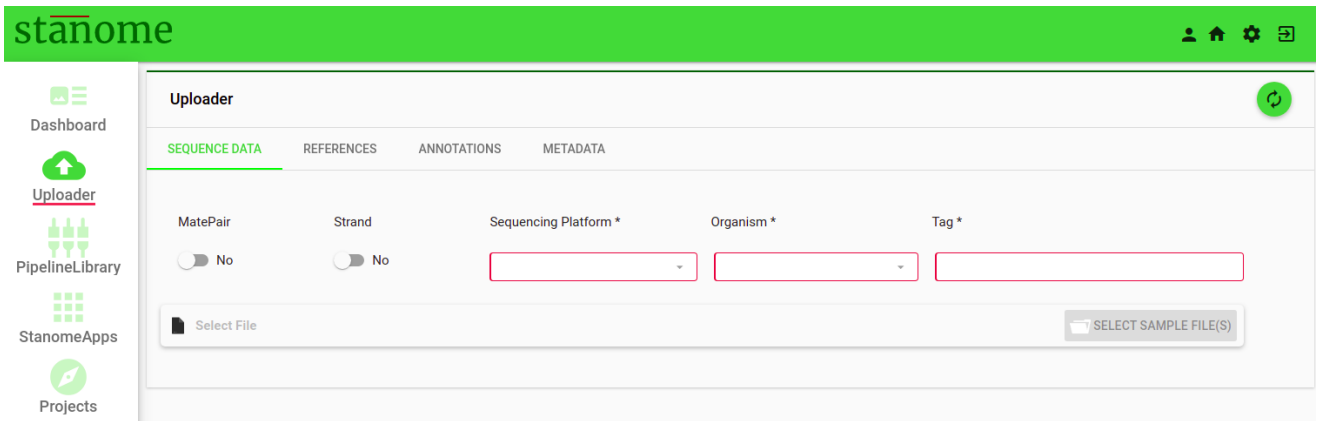 stanome
Dashboard
Uploader
PipelineLibrary
StanomeApps
Projects
Uploader
SEQUENCE DATA REFERENCES ANNOTATIONS METADATA
MatePair Strand Sequencing Platform * Organism * Tag *
No No
Select File SELECT SAMPLE FILE(S)